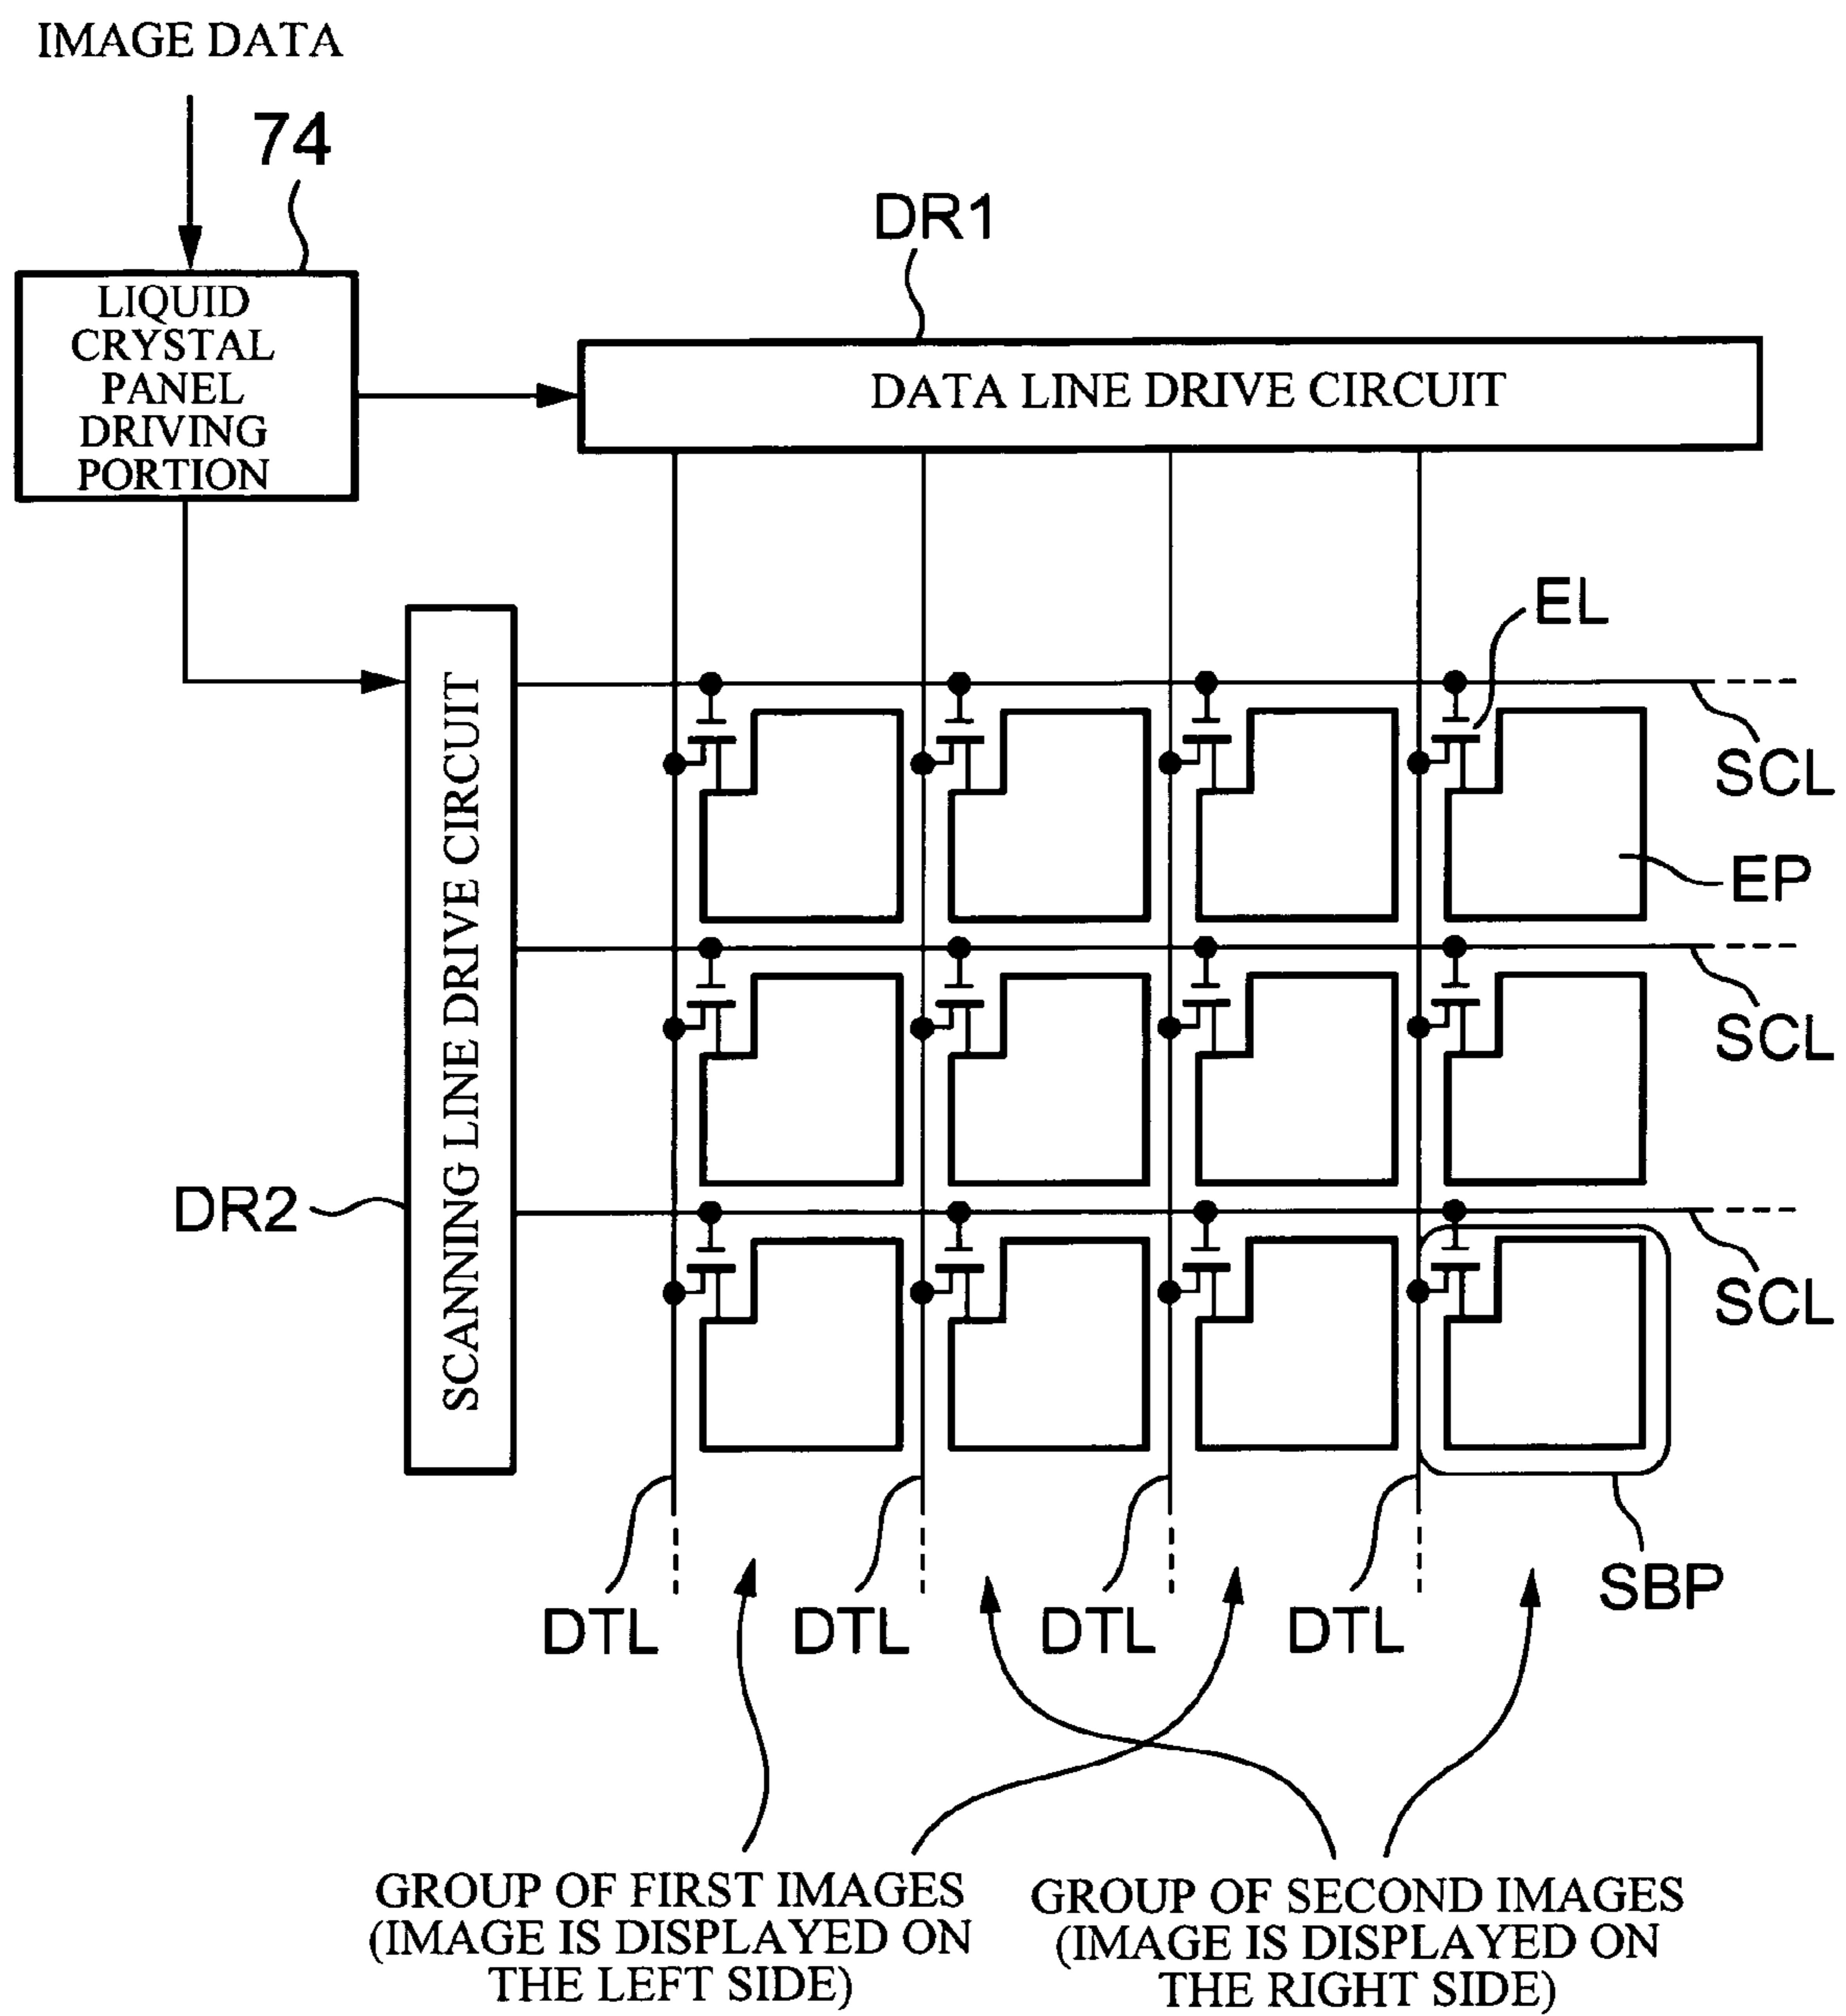 IMAGE DATA
74
LIQUID
CRYSTAL
PANEL
DRIVING
PORTION
DR1
DATA LINE DRIVE CIRCUIT
EL
SCL
EP
SCANNING LINE DRIVE CIRCUIT
SCL
DR2
SCL
SBP
DTL
DTL
DTL
DTL
GROUP OF FIRST IMAGES
(IMAGE IS DISPLAYED ON
THE LEFT SIDE)
GROUP OF SECOND IMAGES
(IMAGE IS DISPLAYED ON
THE RIGHT SIDE)